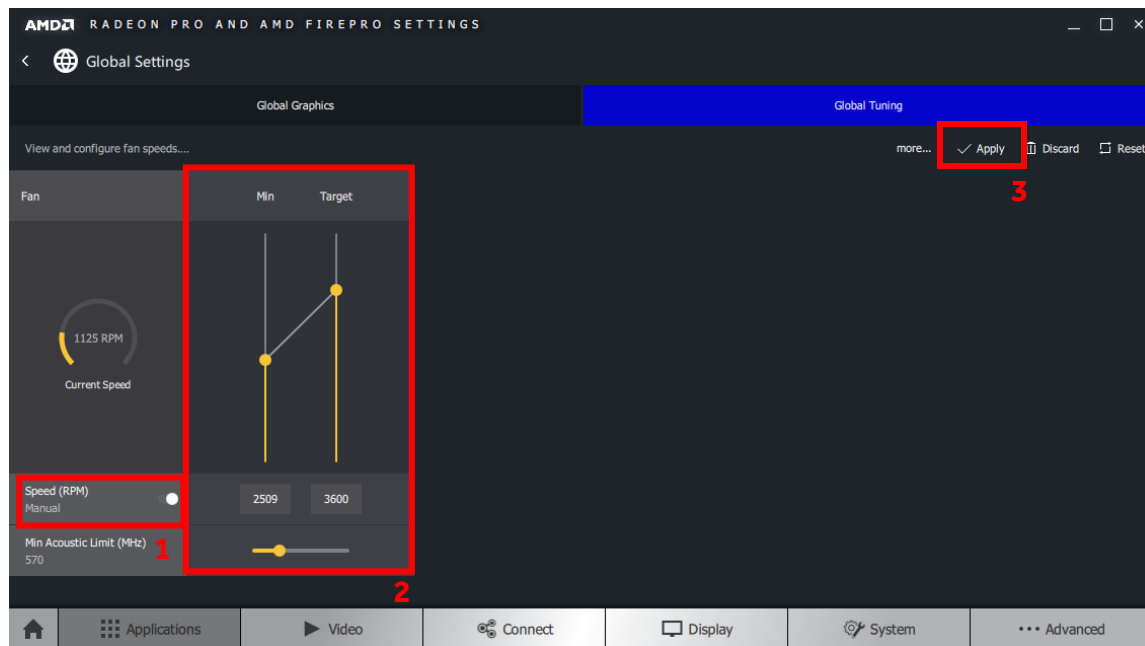 AMD RADEON PRO AND AMD FIREPRO SETTINGS
Global Settings
Global Graphics
Global Tuning
View and configure fan speeds....
more...
Apply
Discard
Reset
3
Fan
Min
Target
1125 RPM
Current Speed
Speed (RPM)
Manual
2509
3600
1
Min Acoustic Limit (MHz)
570
2
Applications
Video
Connect
Display
System
Advanced